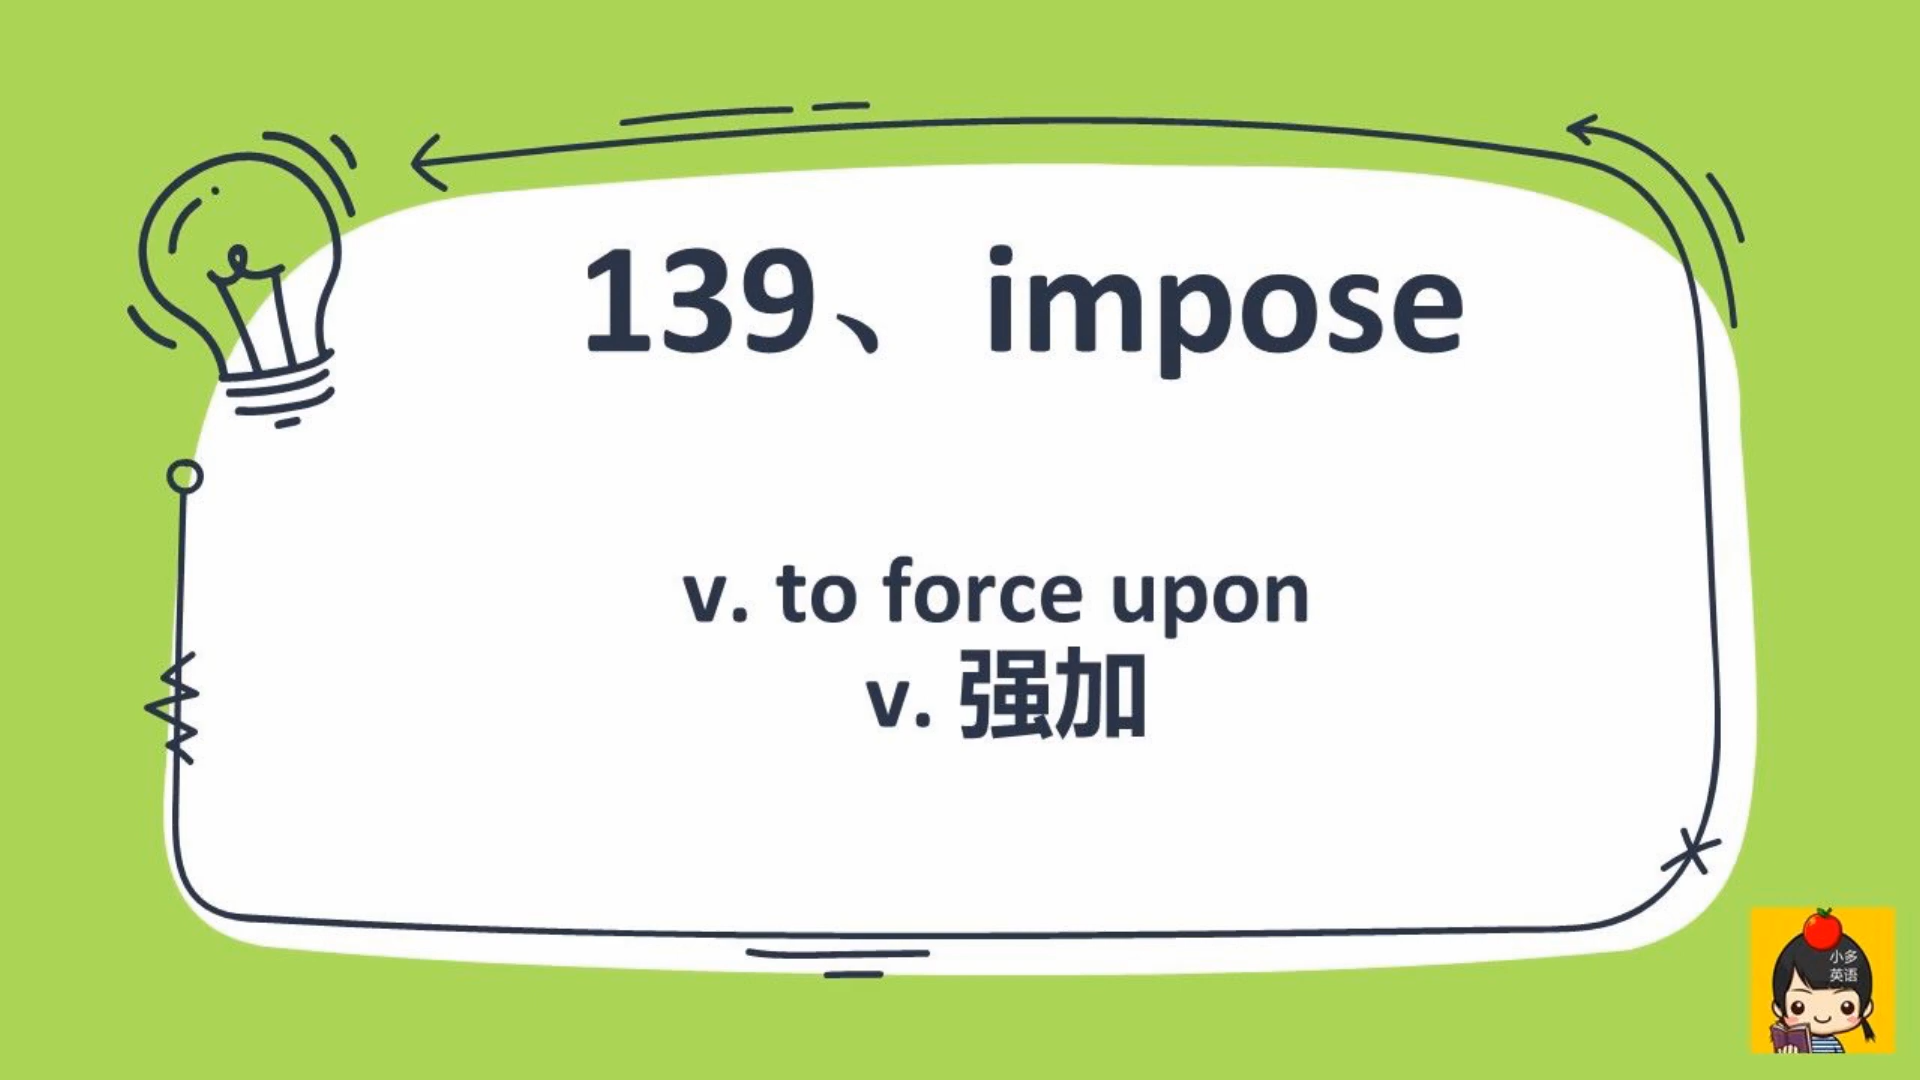 139、 impose
v. to force upon
v. 强加
小多
英语